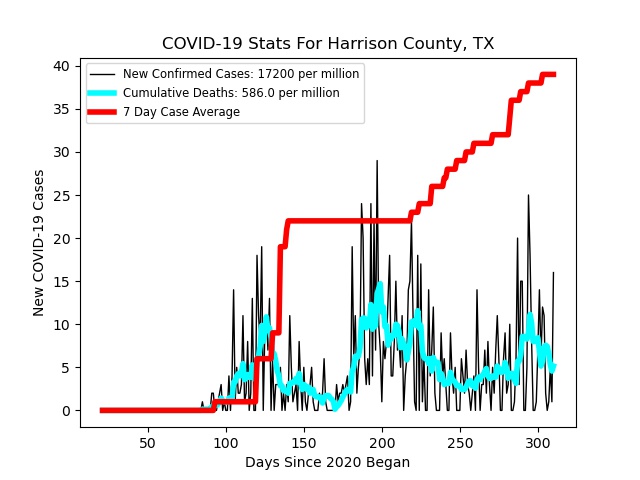 COVID-19 Stats For Harrison County, TX
New Confirmed Cases: 17200 per million
Cumulative Deaths: 586.0 per million
7 Day Case Average
New COVID-19 Cases
40
35
30
25
20
15
10
5
0
50
100
150
200
250
300
Days Since 2020 Began